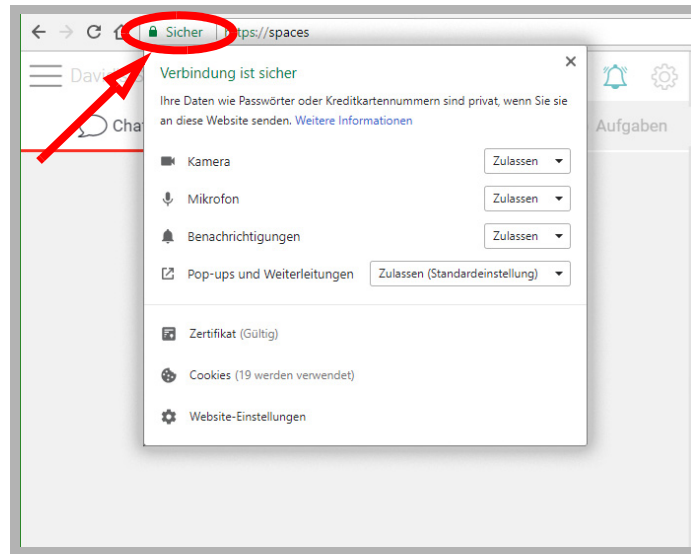 Sicher
ttps://spaces
Verbindung ist sicher
Ihre Daten wie Passwörter oder Kreditkartennummern sind privat, wenn Sie sie
an diese Website senden. Weitere Informationen
Kamera Zulassen
Mikrofon Zulassen
Benachrichtigungen Zulassen
Pop-ups und Weiterleitungen Zulassen (Standardeinstellung)
Zertifikat (Gültig)
Cookies (19 werden verwendet)
Website-Einstellungen
Aufgaben